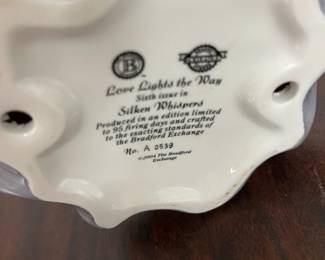 B
Love Lights the Way
Sixth issue in
Silken Whispers
Produced in an edition limited
to 95 firing days and crafted
to the exacting standards of
the Bradford Exchange.
No. A 0539
©2004 The Bradford
Exchange